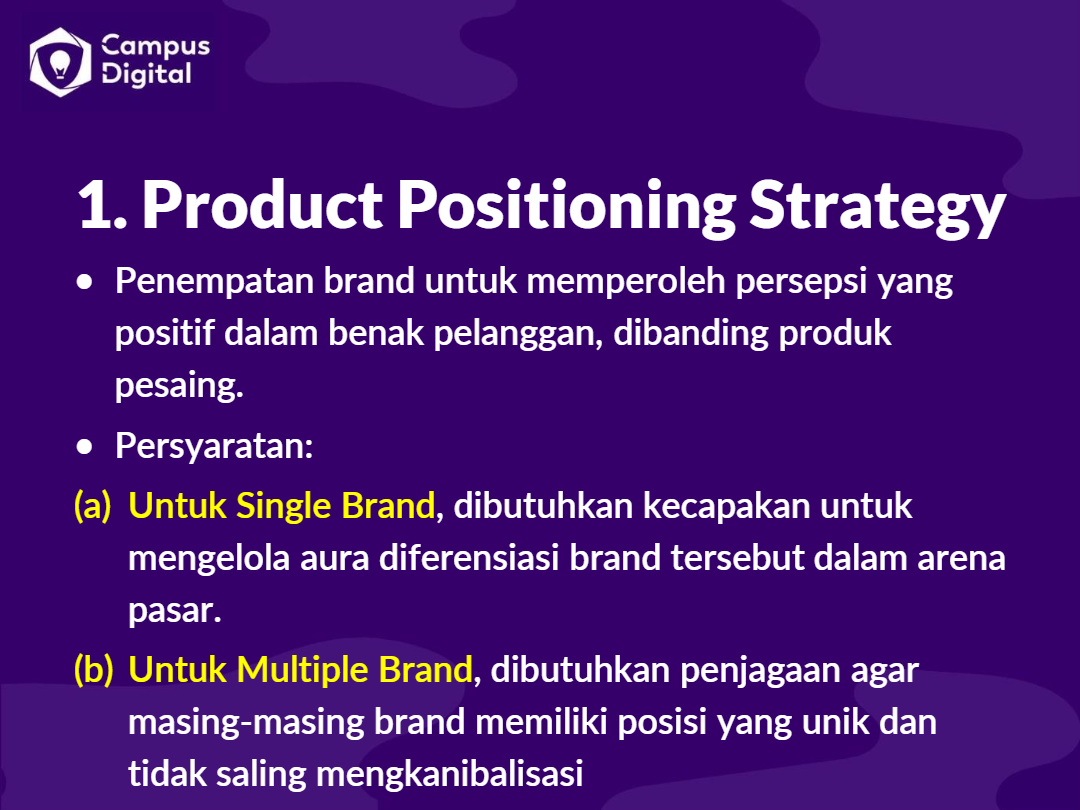 Campus
Digital
1. Product Positioning Strategy
• Penempatan brand untuk memperoleh persepsi yang
positif dalam benak pelanggan, dibanding produk
pesaing.
• Persyaratan:
(a) Untuk Single Brand, dibutuhkan kecapakan untuk
mengelola aura diferensiasi brand tersebut dalam arena
pasar.
(b) Untuk Multiple Brand, dibutuhkan penjagaan agar
masing-masing brand memiliki posisi yang unik dan
tidak saling mengkanibalisasi